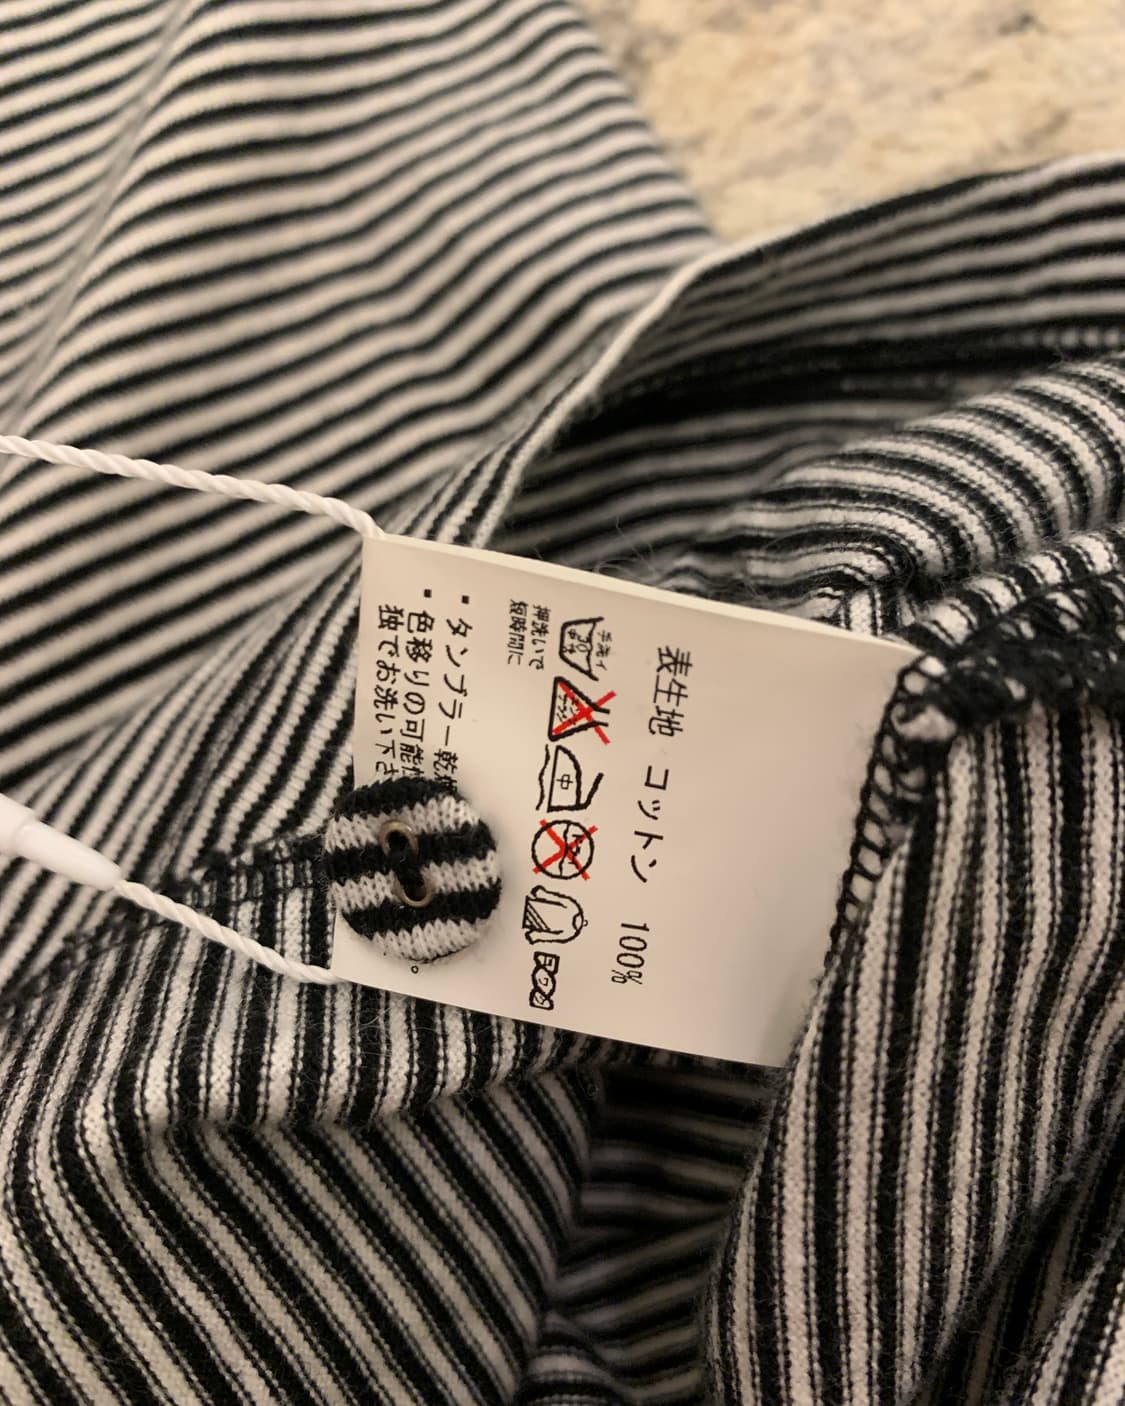 表生地 コットン 100%
手洗イ
30
中
押洗いで
短時間に
・タンブラー乾燥
・色移りの可能性
独でお洗い下さ
。